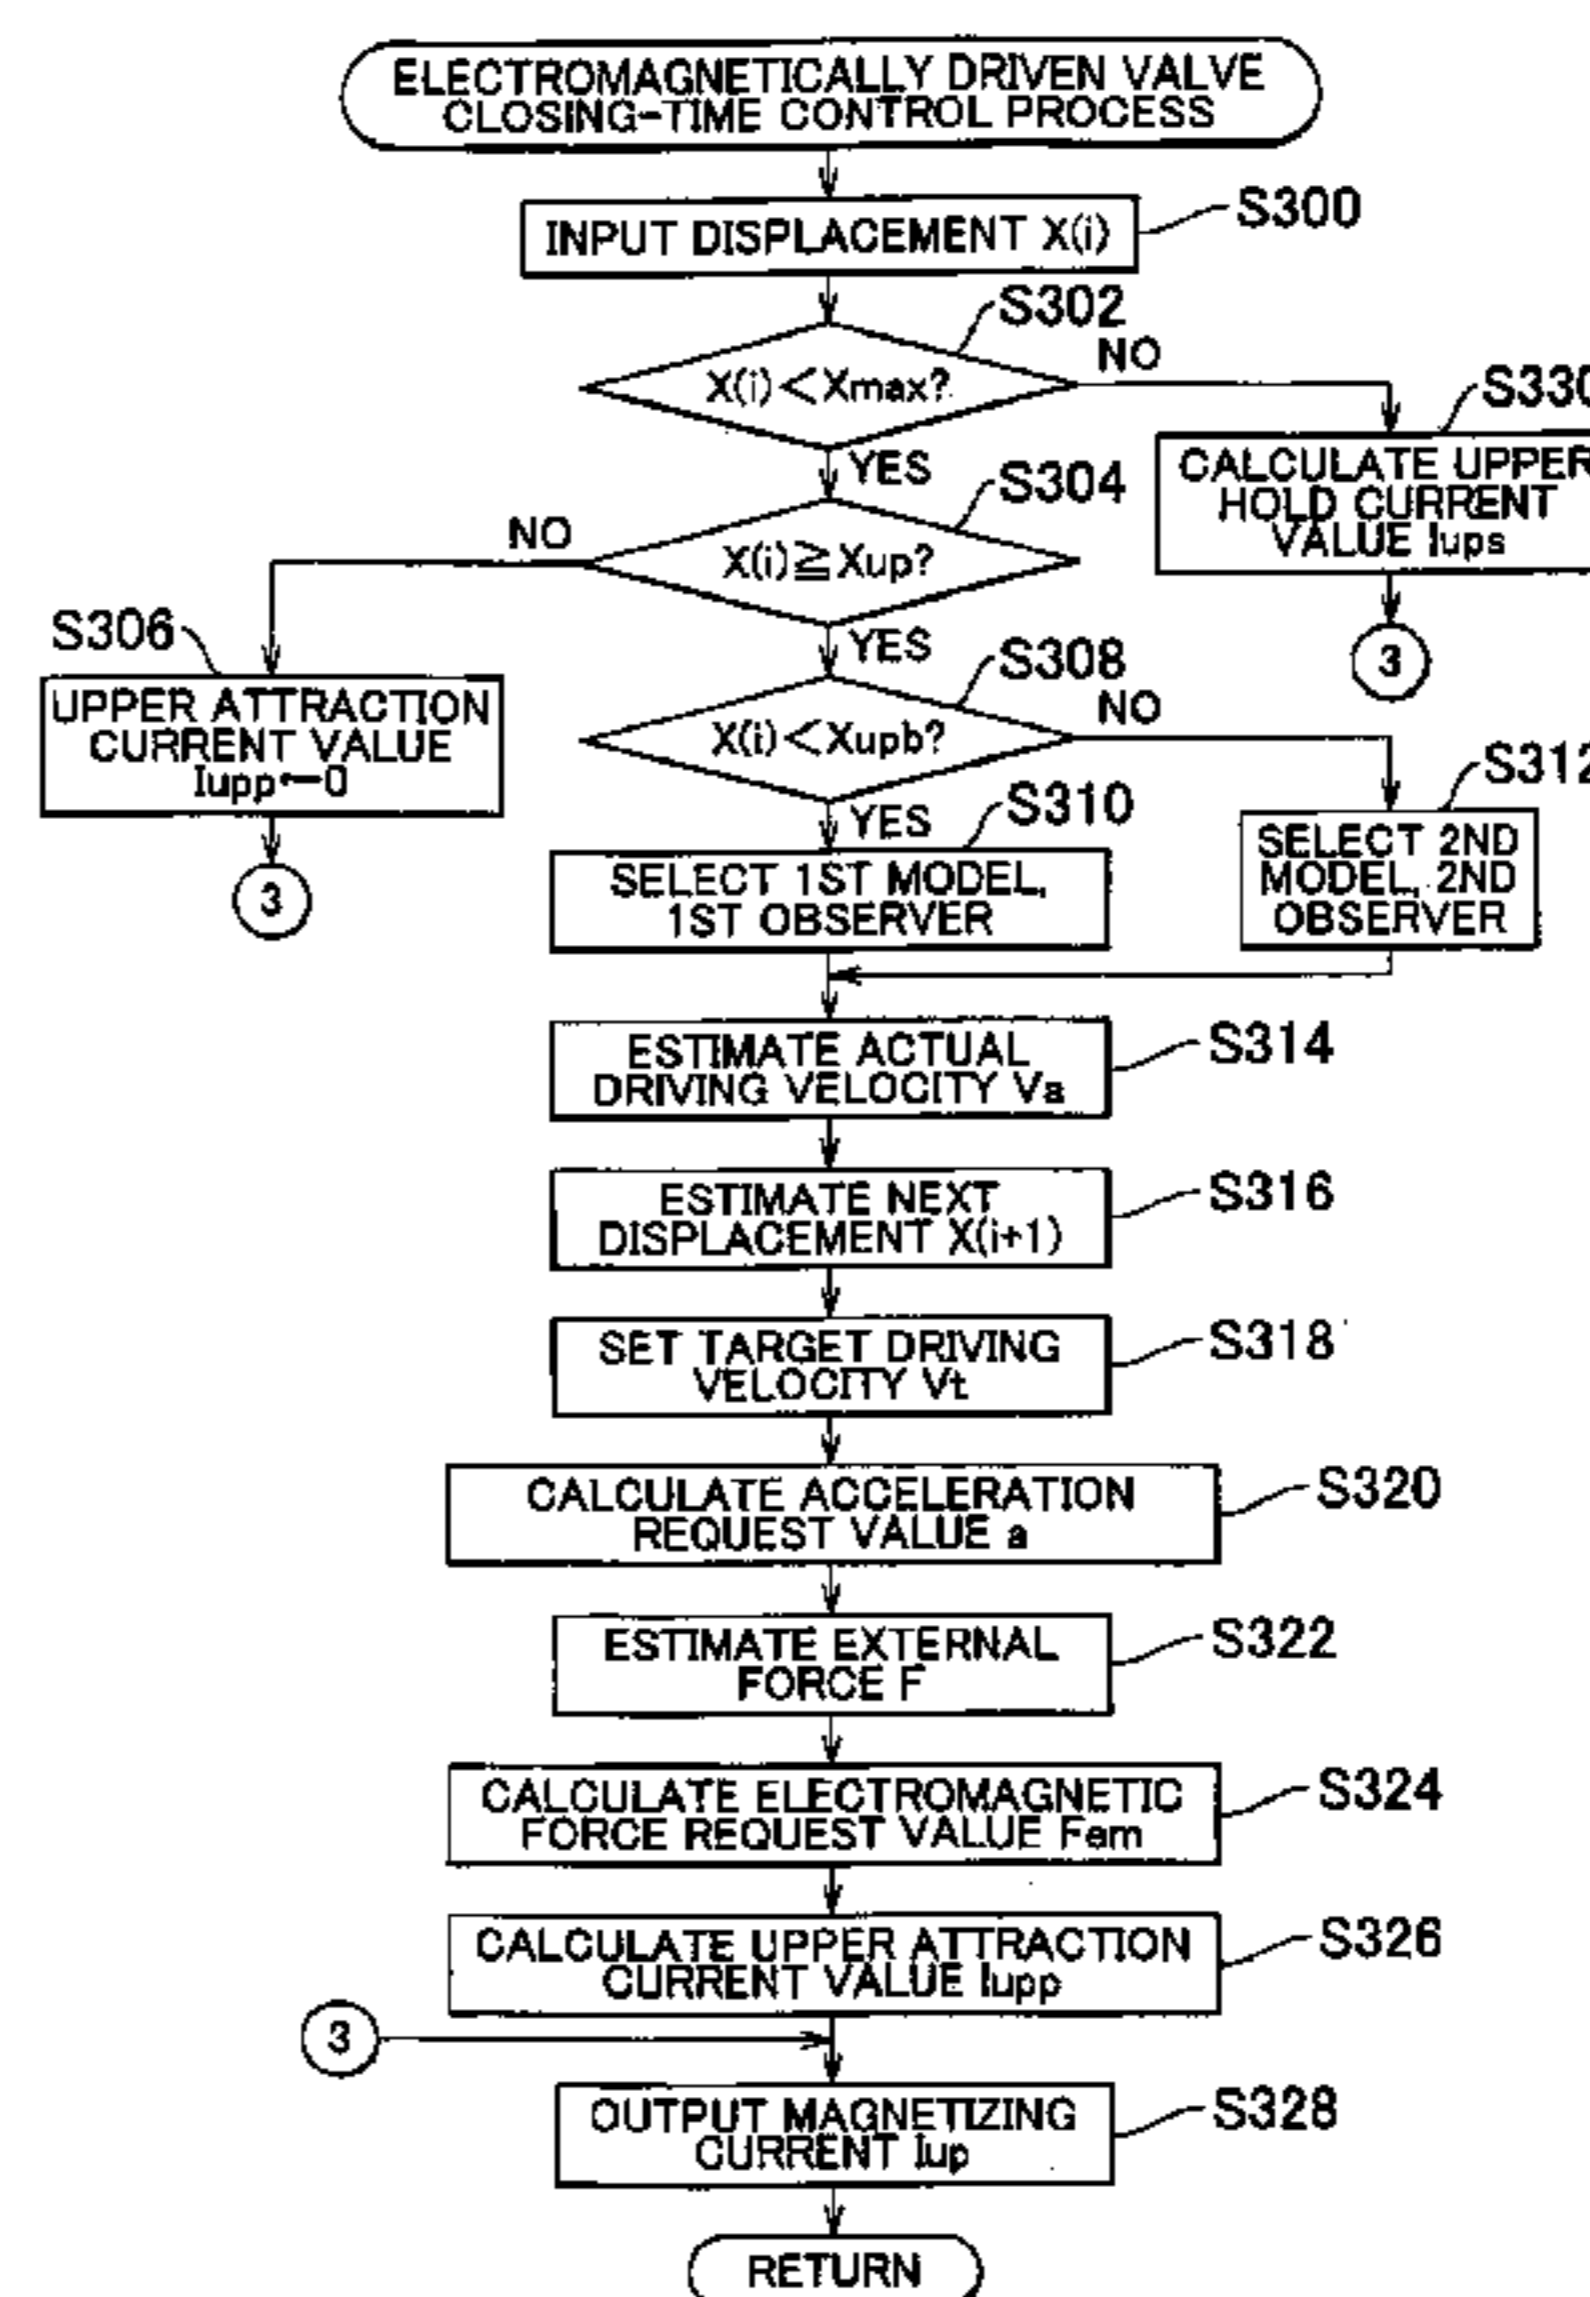 ELECTROMAGNETICALLY DRIVEN VALVE
CLOSING-TIME CONTROL PROCESS
INPUT DISPLACEMENT X(i)
S300
S302
X(i)<Xmax?
NO
YES
S330
CALCULATE UPPER
HOLD CURRENT
VALUE Iups
3
S304
X(i)≧Xup?
NO
YES
S306
UPPER ATTRACTION
CURRENT VALUE
Iupp←0
3
S308
X(i)<Xupb?
NO
YES
S310
SELECT 1ST MODEL,
1ST OBSERVER
S312
SELECT 2ND
MODEL, 2ND
OBSERVER
ESTIMATE ACTUAL
DRIVING VELOCITY Va
S314
ESTIMATE NEXT
DISPLACEMENT X(i+1)
S316
SET TARGET DRIVING
VELOCITY Vt
S318
CALCULATE ACCELERATION
REQUEST VALUE a
S320
ESTIMATE EXTERNAL
FORCE F
S322
CALCULATE ELECTROMAGNETIC
FORCE REQUEST VALUE Fem
S324
CALCULATE UPPER ATTRACTION
CURRENT VALUE Iupp
S326
3
OUTPUT MAGNETIZING
CURRENT Iup
S328
RETURN